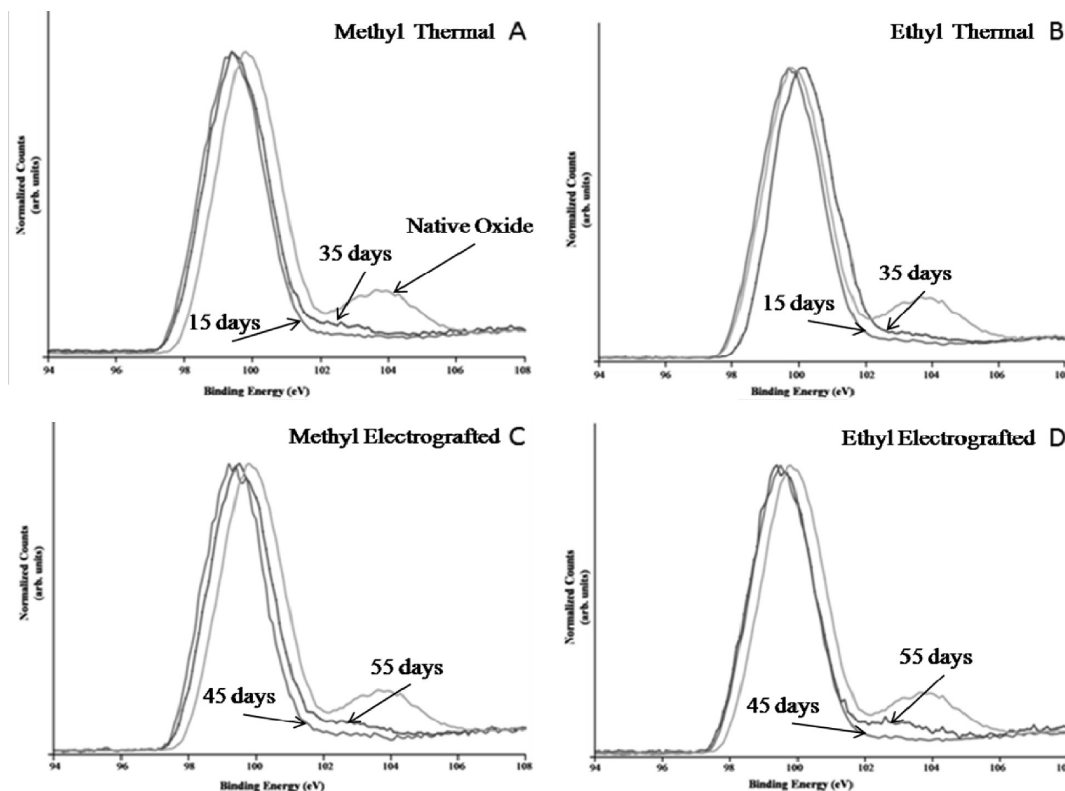 Methyl Thermal A
Normalized Counts
(arb. units)
Native Oxide
35 days
15 days
94 96 98 100 102 104 106 108
Binding Energy (eV)
Ethyl Thermal B
Normalized Counts
(arb. units)
35 days
15 days
94 96 98 100 102 104 106 108
Binding Energy (eV)
Methyl Electrografted C
Normalized Counts
(arb. units)
55 days
45 days
94 96 98 100 102 104 106 108
Binding Energy (eV)
Ethyl Electrografted D
Normalized Counts
(arb. units)
55 days
45 days
94 96 98 100 102 104 106 108
Binding Energy (eV)